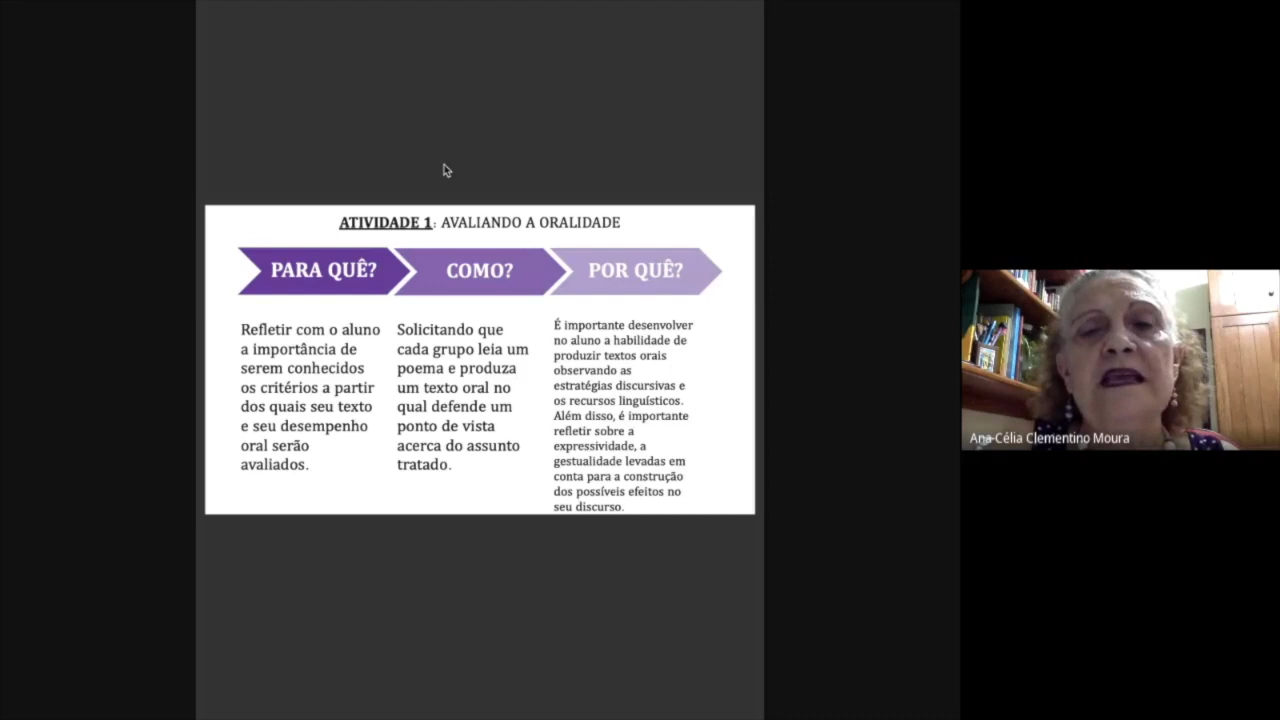 ATIVIDADE 1: AVALIANDO A ORALIDADE
PARA QUÊ?
COMO?
POR QUÊ?
Refletir com o aluno
a importância de
serem conhecidos
os critérios a partir
dos quais seu texto
e seu desempenho
oral serão
avaliados.
Solicitando que
cada grupo leia um
poema e produza
um texto oral no
qual defende um
ponto de vista
acerca do assunto
tratado.
É importante desenvolver
no aluno a habilidade de
produzir textos orais
observando as
estratégias discursivas e
os recursos linguísticos.
Além disso, é importante
refletir sobre a
expressividade, a
gestualidade levadas em
conta para a construção
dos possíveis efeitos no
seu discurso.
Ana-Célia Clementino Moura